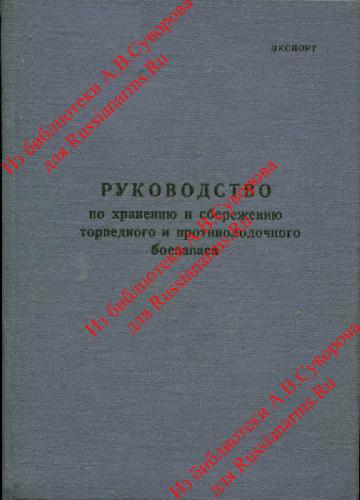 ЭКСПОРТ
РУКОВОДСТВО
по хранению и сбережению
торпедного и противолодочного
боезапаса
Из библиотеки А.В.Суворова
для Russianarms.Ru
Из библиотеки А.В.Суворова
для Russianarms.Ru
Из библиотеки А.В.Суворова
для Russianarms.Ru